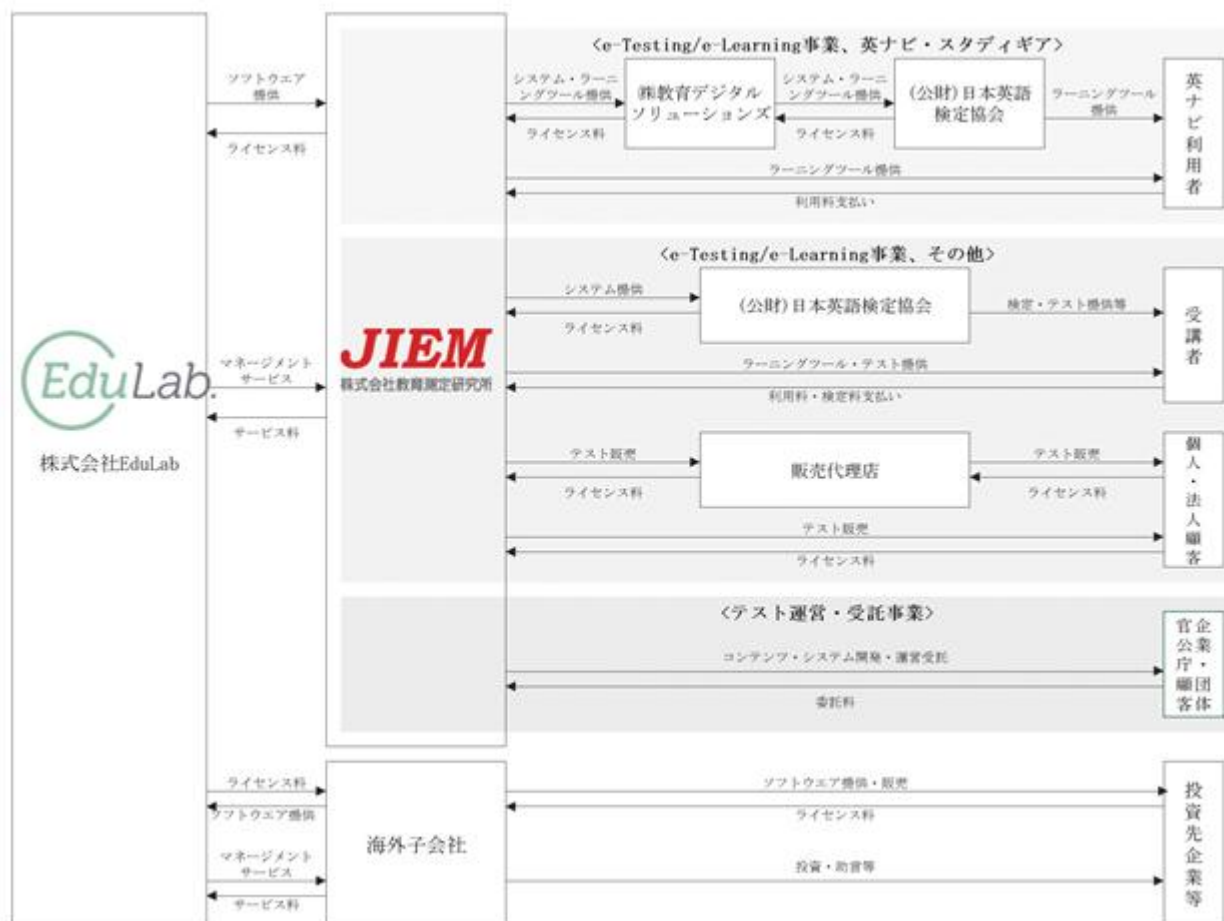 <e-Testing/e-Learning事業、英ナビ・スタディギア>
ソフトウエア
提供
ライセンス料
システム・ラーニ
ングツール提供
ライセンス料
㈱教育デジタル
ソリューションズ
システム・ラーニ
ングツール提供
ライセンス料
(公財)日本英語
検定協会
ラーニングツール
提供
英ナビ利用者
ラーニングツール提供
利用料支払い
<e-Testing/e-Learning事業、その他>
システム提供
ライセンス料
(公財)日本英語検定協会
検定・テスト提供等
受講者
ラーニングツール・テスト提供
利用料・検定料支払い
EduLab.
株式会社EduLab
マネージメント
サービス
サービス料
JIEM
株式会社教育測定研究所
テスト販売
ライセンス料
販売代理店
テスト販売
ライセンス料
個人・法人顧客
テスト販売
ライセンス料
<テスト運営・受託事業>
コンテンツ・システム開発・運営受託
委託料
企業・団体
官公庁顧客
ライセンス料
ソフトウエア提供
マネージメント
サービス
サービス料
海外子会社
ソフトウエア提供・販売
ライセンス料
投資・助言等
投資先企業等